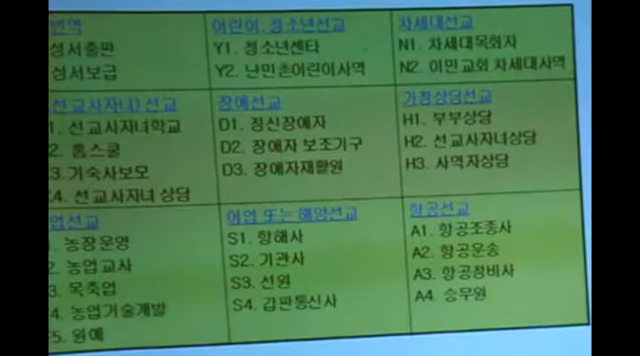 번역
성서출판
성서보급
어린이, 청소년선교
Y1. 청소년센타
Y2. 난민촌어린이사역
차세대선교
N1. 차세대목회자
N2. 이민교회 차세대사역
선교사자녀) 선교
1. 선교사자녀학교
2. 홈스쿨
3. 기숙사보모
4. 선교사자녀 상담
장애선교
D1. 정신장애자
D2. 장애자 보조기구
D3. 장애자재활원
가정상담선교
H1. 부부상담
H2. 선교사자녀상담
H3. 사역자상담
업선교
농장운영
농업교사
3. 목축업
4. 농업기술개발
5. 원예
어업 또는 해양선교
S1. 항해사
S2. 기관사
S3. 선원
S4. 갑판통신사
항공선교
A1. 항공조종사
A2. 항공운송
A3. 항공정비사
A4. 승무원